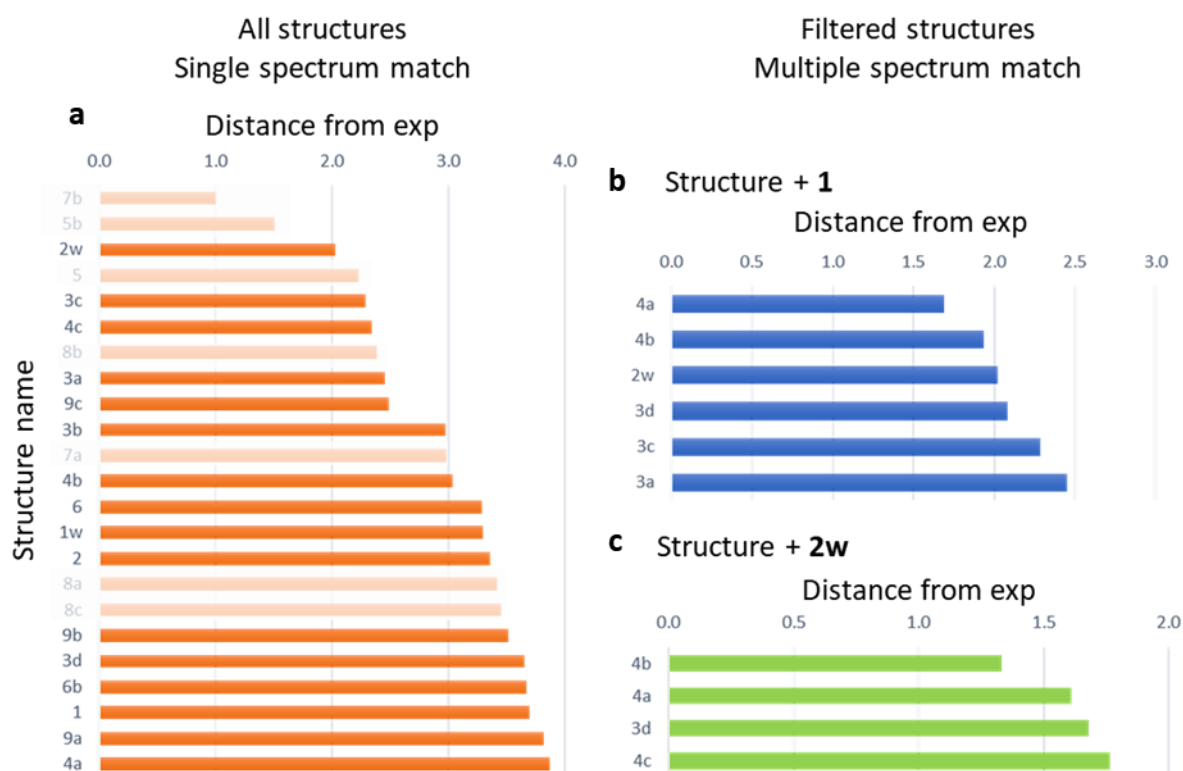 All structures
Single spectrum match
a
Distance from exp
0.0 1.0 2.0 3.0 4.0
Structure name
7b
5b
2w
5
3c
4c
8b
3a
9c
3b
7a
4b
6
1w
2
8a
8c
9b
3d
6b
1
9a
4a
Filtered structures
Multiple spectrum match
b Structure + 1
Distance from exp
0.0 0.5 1.0 1.5 2.0 2.5 3.0
4a
4b
2w
3d
3c
3a
c Structure + 2w
Distance from exp
0.0 0.5 1.0 1.5 2.0
4b
4a
3d
4c